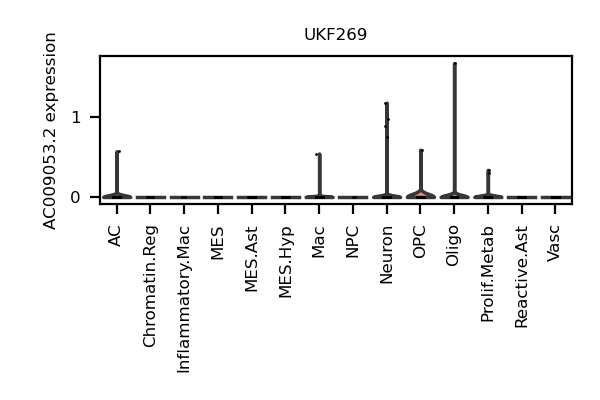 UKF269
AC009053.2 expression
1
0
AC
Chromatin.Reg
Inflammatory.Mac
MES
MES.Ast
MES.Hyp
Mac
NPC
Neuron
OPC
Oligo
Prolif.Metab
Reactive.Ast
Vasc